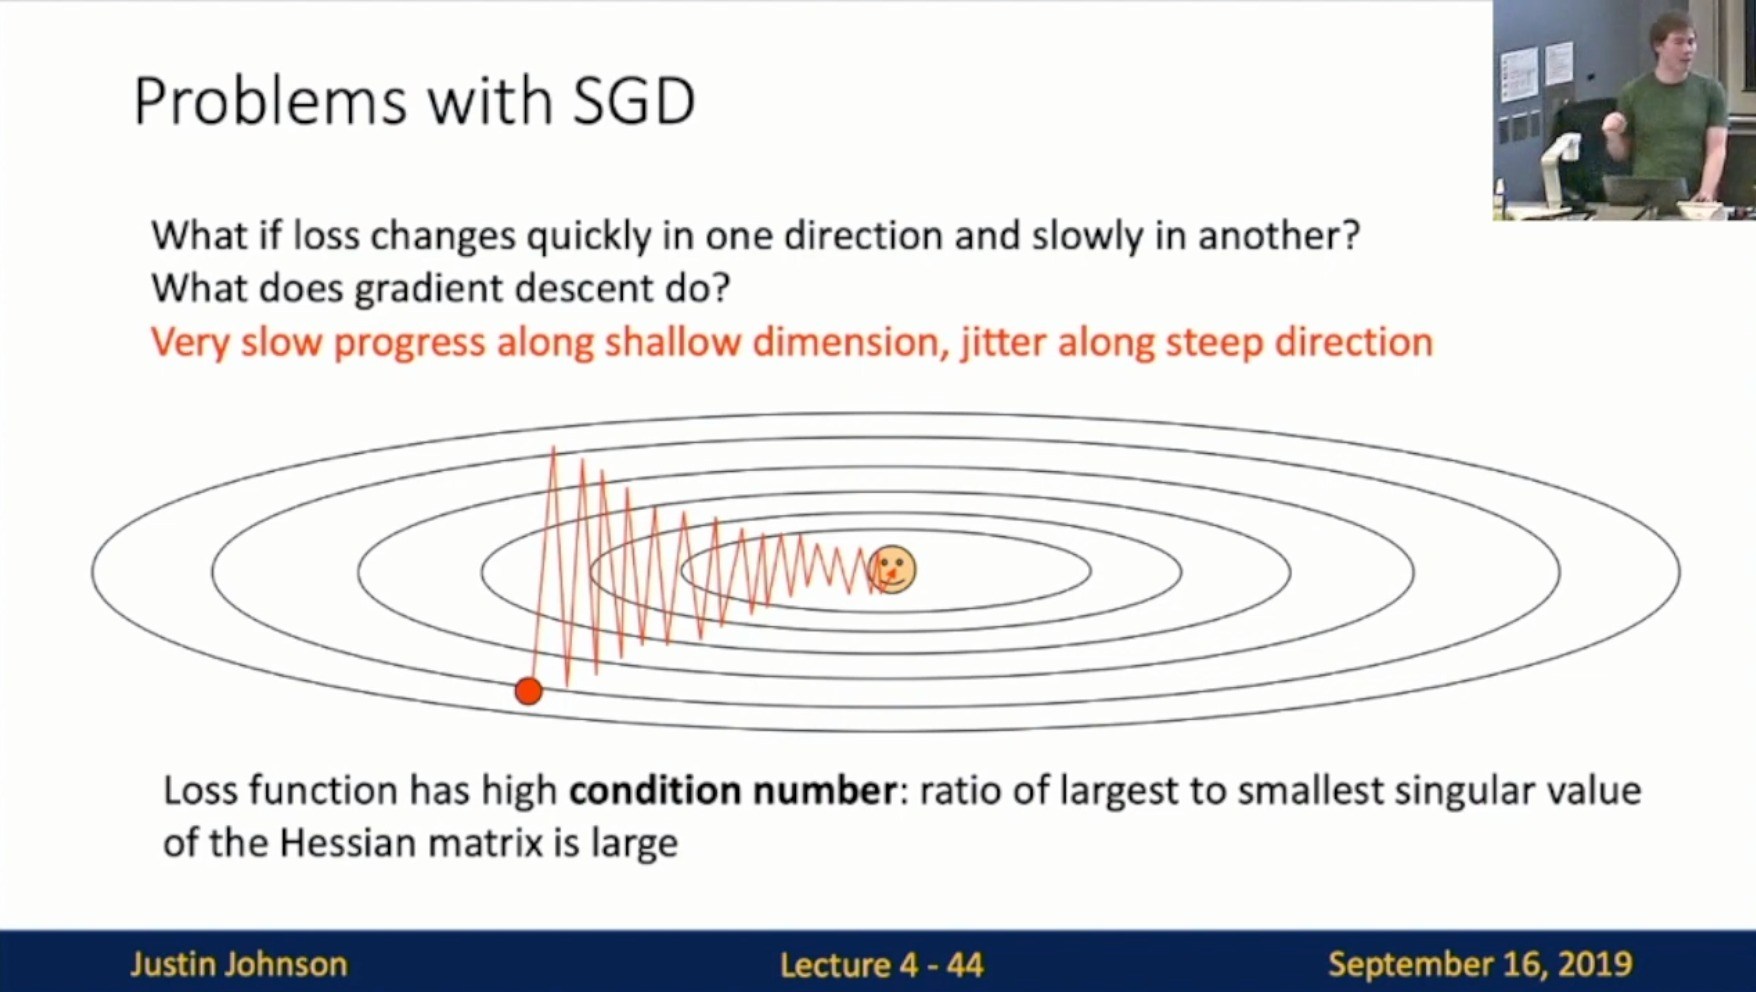 Problems with SGD
What if loss changes quickly in one direction and slowly in another?
What does gradient descent do?
Very slow progress along shallow dimension, jitter along steep direction
Loss function has high condition number: ratio of largest to smallest singular value
of the Hessian matrix is large
Justin Johnson
Lecture 4 - 44
September 16, 2019